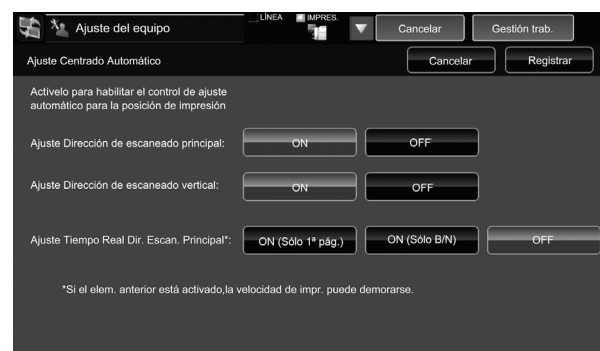 Ajuste del equipo LÍNEA IMPRES. Cancelar Gestión trab.
Ajuste Centrado Automático Cancelar Registrar
Actívelo para habilitar el control de ajuste
automático para la posición de impresión
Ajuste Dirección de escaneado principal: ON OFF
Ajuste Dirección de escaneado vertical: ON OFF
Ajuste Tiempo Real Dir. Escan. Principal*: ON (Sólo 1ª pág.) ON (Sólo B/N) OFF
*Si el elem. anterior está activado,la velocidad de impr. puede demorarse.